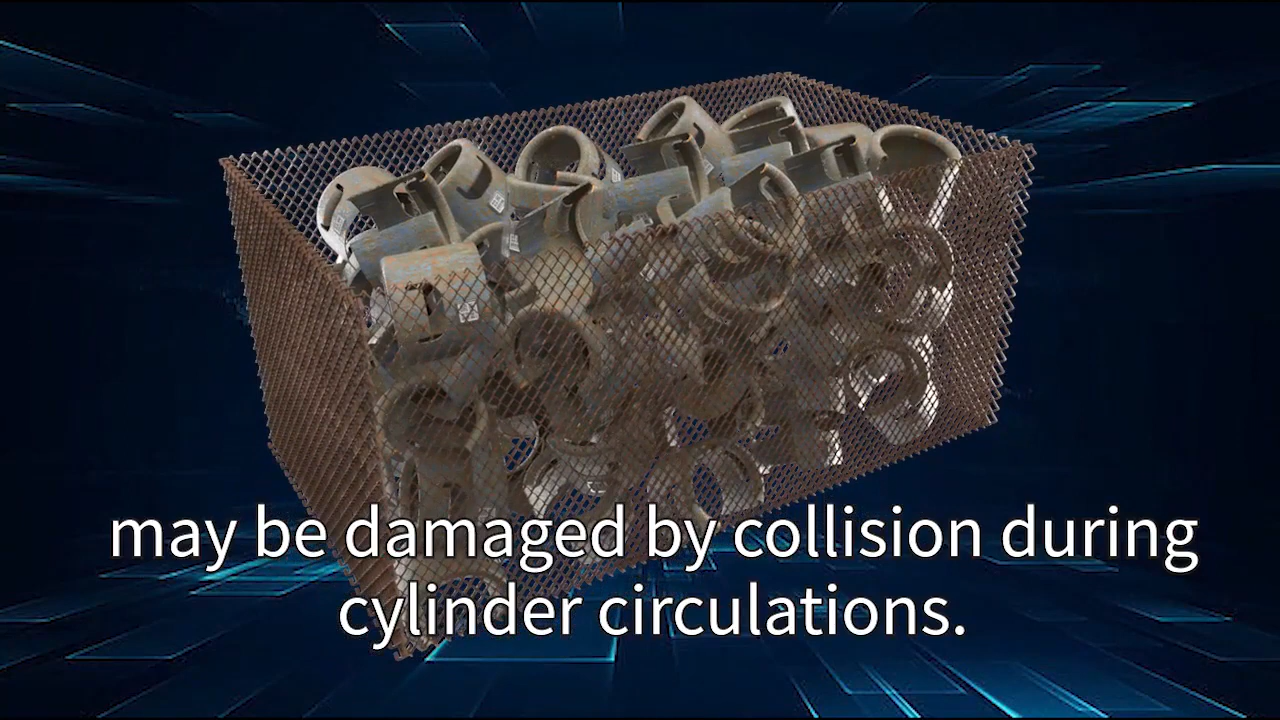 may be damaged by collision during
cylinder circulations.